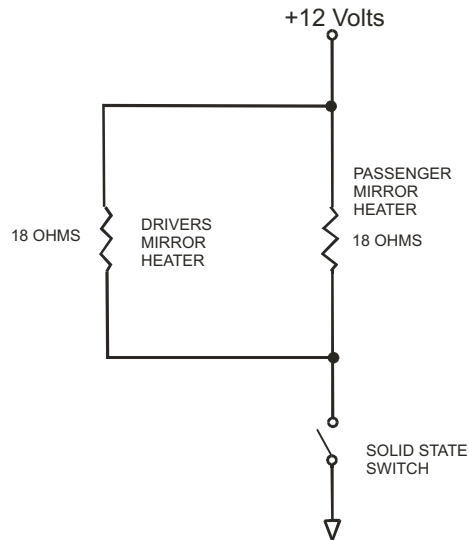 +12 Volts
PASSENGER
MIRROR
HEATER
18 OHMS
18 OHMS
DRIVERS
MIRROR
HEATER
SOLID STATE
SWITCH